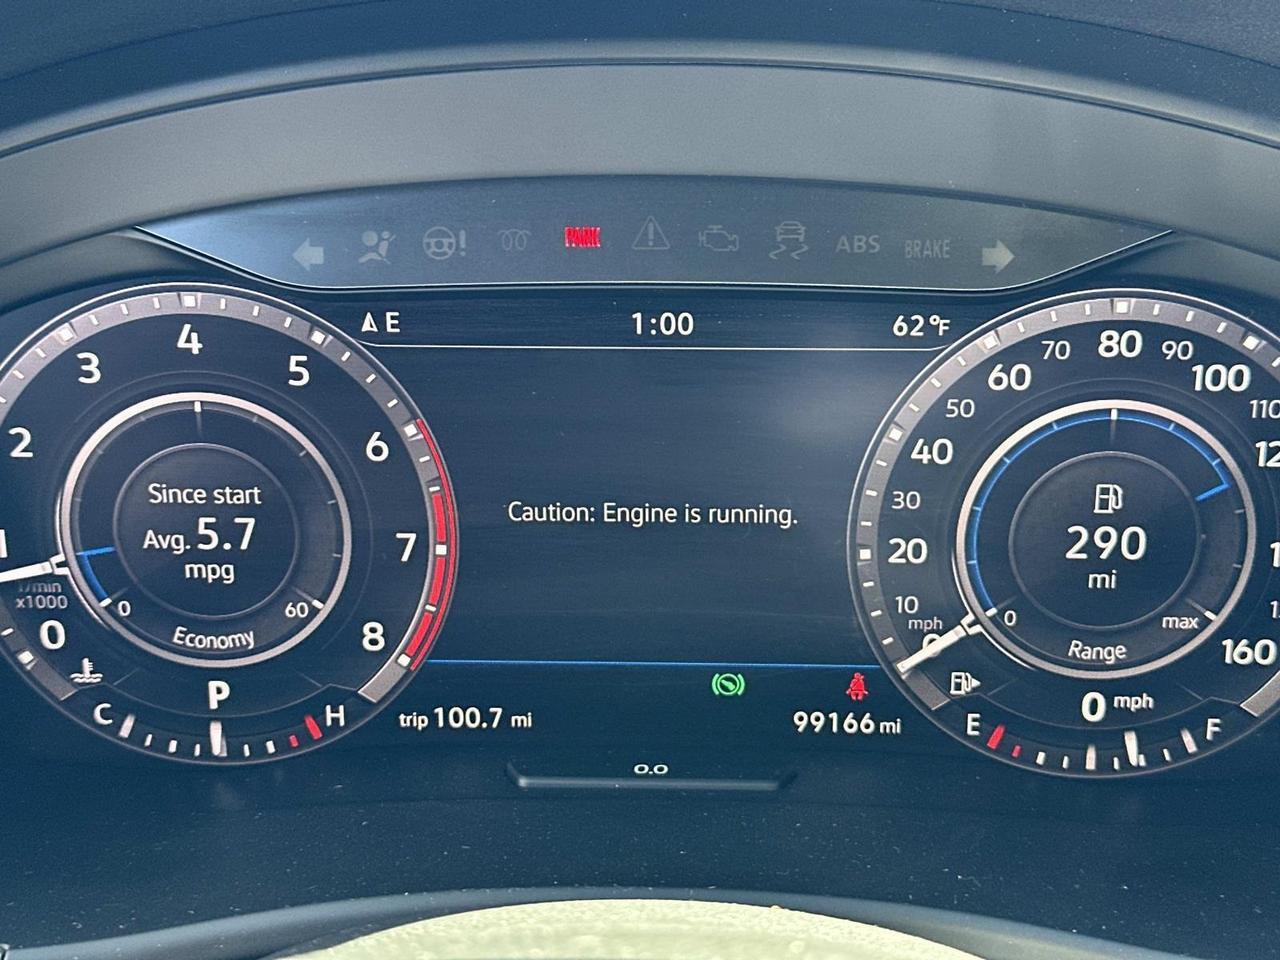 PARK
ABS
BRAKE
E
1:00
62°F
1
2
3
4
5
6
7
8
0
1/min
x1000
Since start
Avg. 5.7
mpg
0
60
Economy
P
C
H
Caution: Engine is running.
trip 100.7 mi
99166 mi
0.0
0
10
mph
20
30
40
50
60
70
80
90
100
160
290
mi
0
max
Range
0 mph
E
F